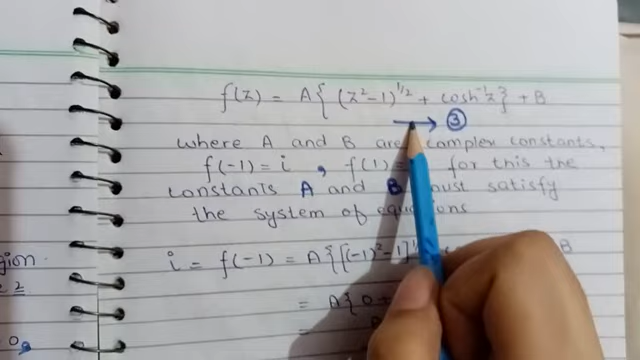 f(z) = A{ (z²-1)^1/2 + cosh⁻¹z} + B
→ ③
where A and B are complex constants,
f(-1) = i , f(1) = for this the
constants A and B must satisfy
the system of equations
i = f(-1) = A{[(-1)²-1]^1/ B
= A{ 0 +
=
gion.
2
0,